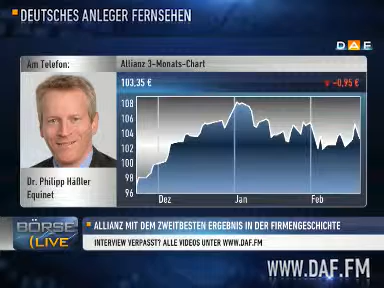 DEUTSCHES ANLEGER FERNSEHEN
DAF
Am Telefon:
Allianz 3-Monats-Chart
103,35 €
-0,95 €
108
106
104
102
100
98
96
Dez
Jan
Feb
Dr. Philipp Häßler
Equinet
BÖRSE
(LIVE
ALLIANZ MIT DEM ZWEITBESTEN ERGEBNIS IN DER FIRMENGESCHICHTE
INTERVIEW VERPASST? ALLE VIDEOS UNTER WWW.DAF.FM
WWW.DAF.FM